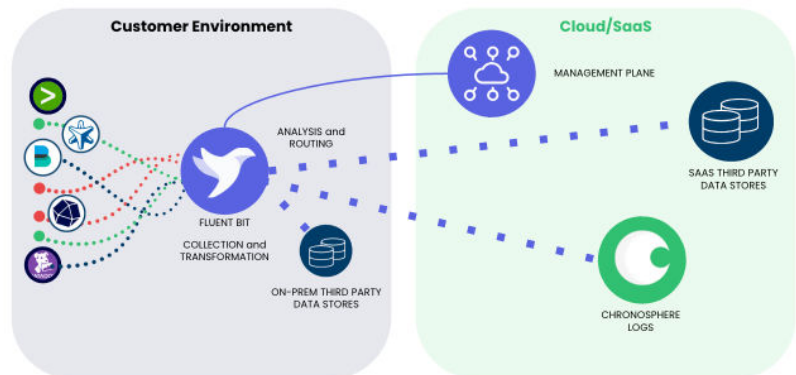 Customer Environment
Cloud/SaaS
MANAGEMENT PLANE
ANALYSIS and
ROUTING
SAAS THIRD PARTY
DATA STORES
FLUENT BIT
COLLECTION and
TRANSFORMATION
ON-PREM THIRD PARTY
DATA STORES
CHRONOSPHERE
LOGS